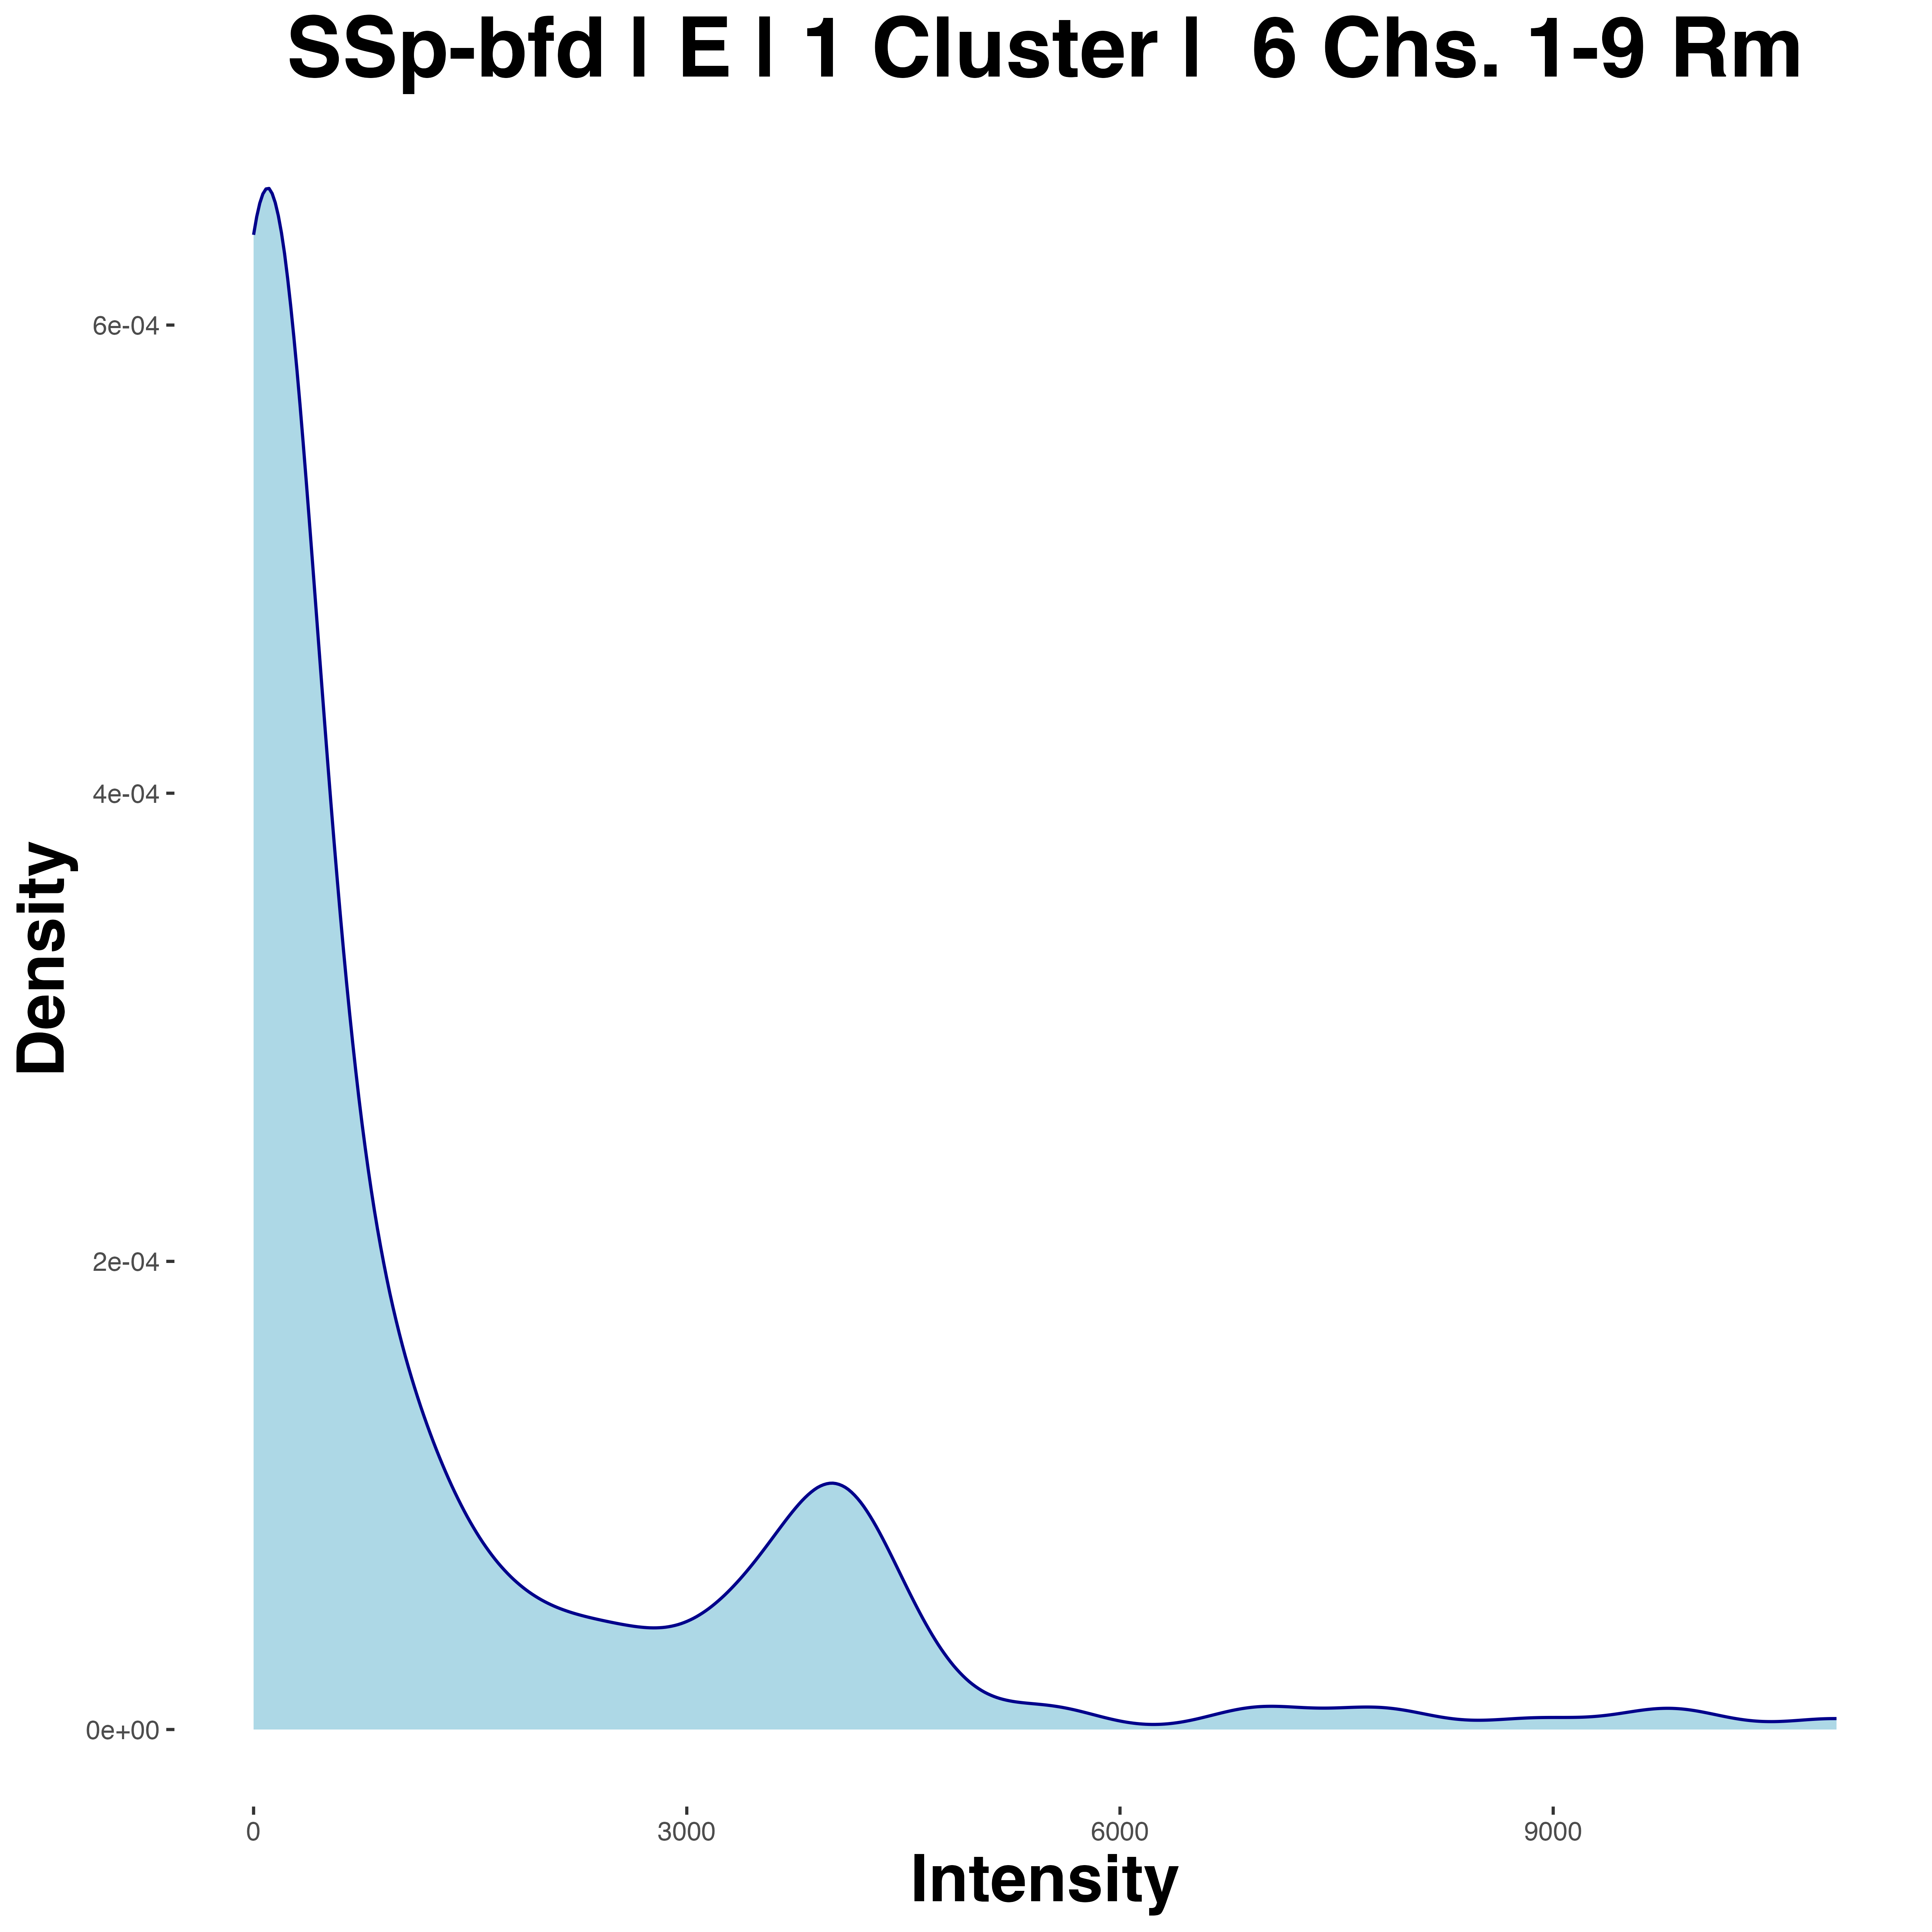 SSp-bfd | E | 1 Cluster |  6 Chs. 1-9 Rm
6e-04
4e-04
2e-04
0e+00
Density
0 3000 6000 9000
Intensity